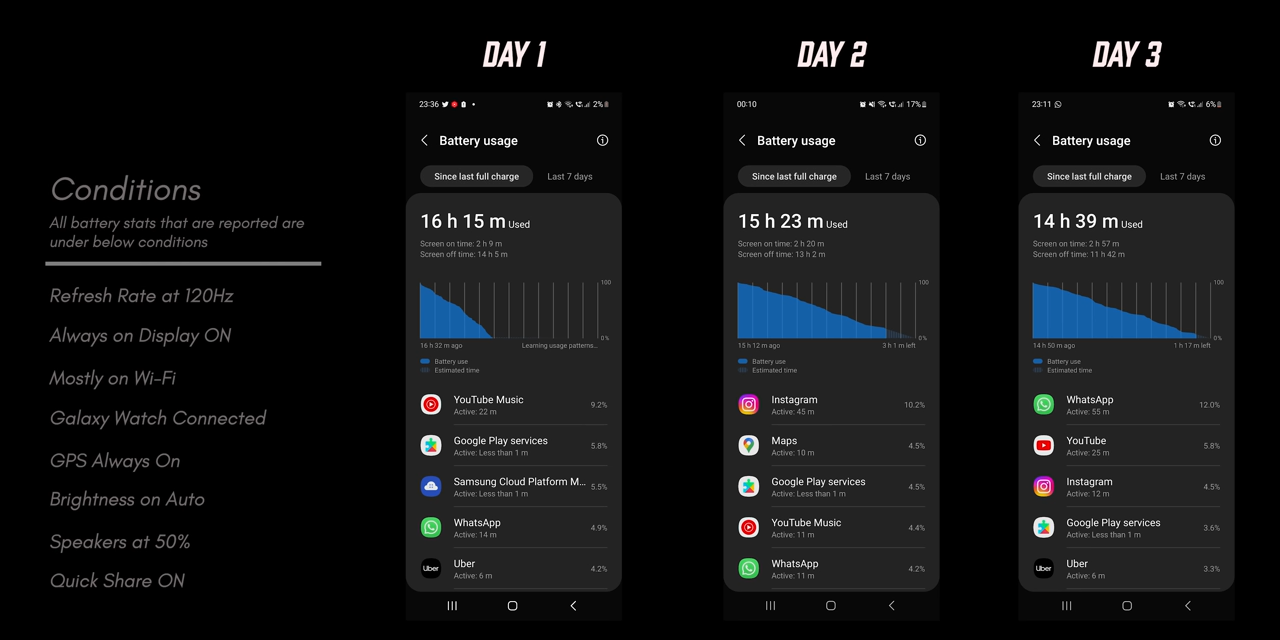 Conditions
All battery stats that are reported are
under below conditions
Refresh Rate at 120Hz
Always on Display ON
Mostly on Wi-Fi
Galaxy Watch Connected
GPS Always On
Brightness on Auto
Speakers at 50%
Quick Share ON
DAY 1
23:36 2%
Battery usage
Since last full charge Last 7 days
16 h 15 m Used
Screen on time: 2 h 9 m
Screen off time: 14 h 5 m
100
0%
16 h 32 m ago Learning usage patterns...
Battery use
Estimated time
YouTube Music
Active: 22 m 9.2%
Google Play services
Active: Less than 1 m 5.8%
Samsung Cloud Platform M...
Active: Less than 1 m 5.5%
WhatsApp
Active: 14 m 4.9%
Uber Uber
Active: 6 m 4.2%
DAY 2
00:10 17%
Battery usage
Since last full charge Last 7 days
15 h 23 m Used
Screen on time: 2 h 20 m
Screen off time: 13 h 2 m
100
0%
15 h 12 m ago 3 h 1 m left
Battery use
Estimated time
Instagram
Active: 45 m 10.2%
Maps
Active: 10 m 4.5%
Google Play services
Active: Less than 1 m 4.5%
YouTube Music
Active: 11 m 4.4%
WhatsApp
Active: 11 m 4.2%
DAY 3
23:11 6%
Battery usage
Since last full charge Last 7 days
14 h 39 m Used
Screen on time: 2 h 57 m
Screen off time: 11 h 42 m
100
0%
14 h 50 m ago 1 h 17 m left
Battery use
Estimated time
WhatsApp
Active: 55 m 12.0%
YouTube
Active: 25 m 5.8%
Instagram
Active: 12 m 4.5%
Google Play services
Active: Less than 1 m 3.6%
Uber Uber
Active: 6 m 3.3%